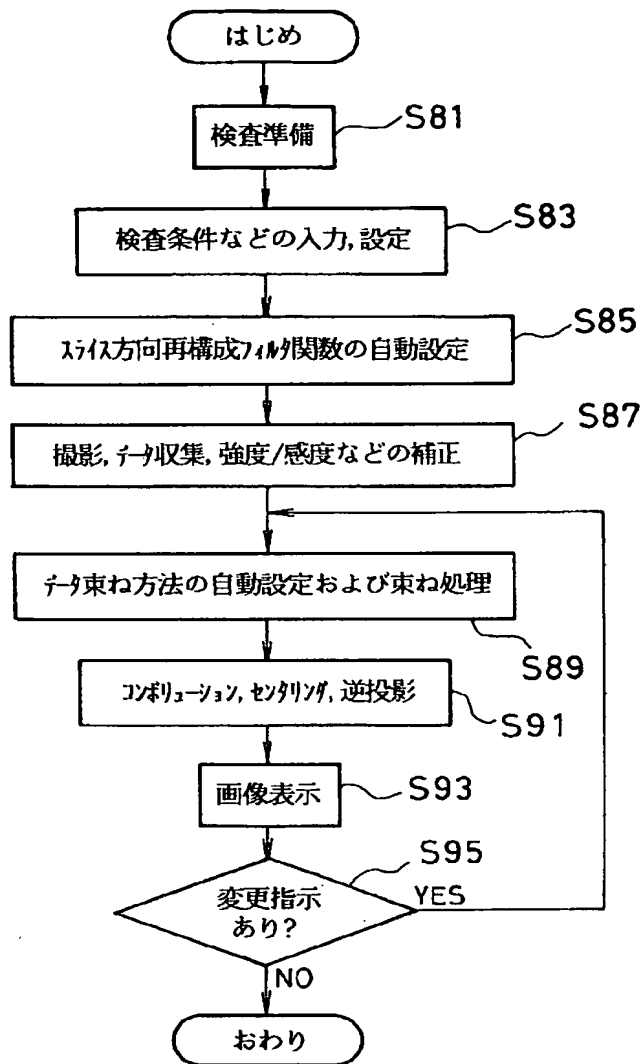 はじめ
検査準備
S81
検査条件などの入力,設定
S83
スライス方向再構成フィルタ関数の自動設定
S85
撮影,データ収集,強度/感度などの補正
S87
データ束ね方法の自動設定および束ね処理
S89
コンボリューション,センタリング,逆投影
S91
画像表示
S93
変更指示
あり?
S95
YES
NO
おわり